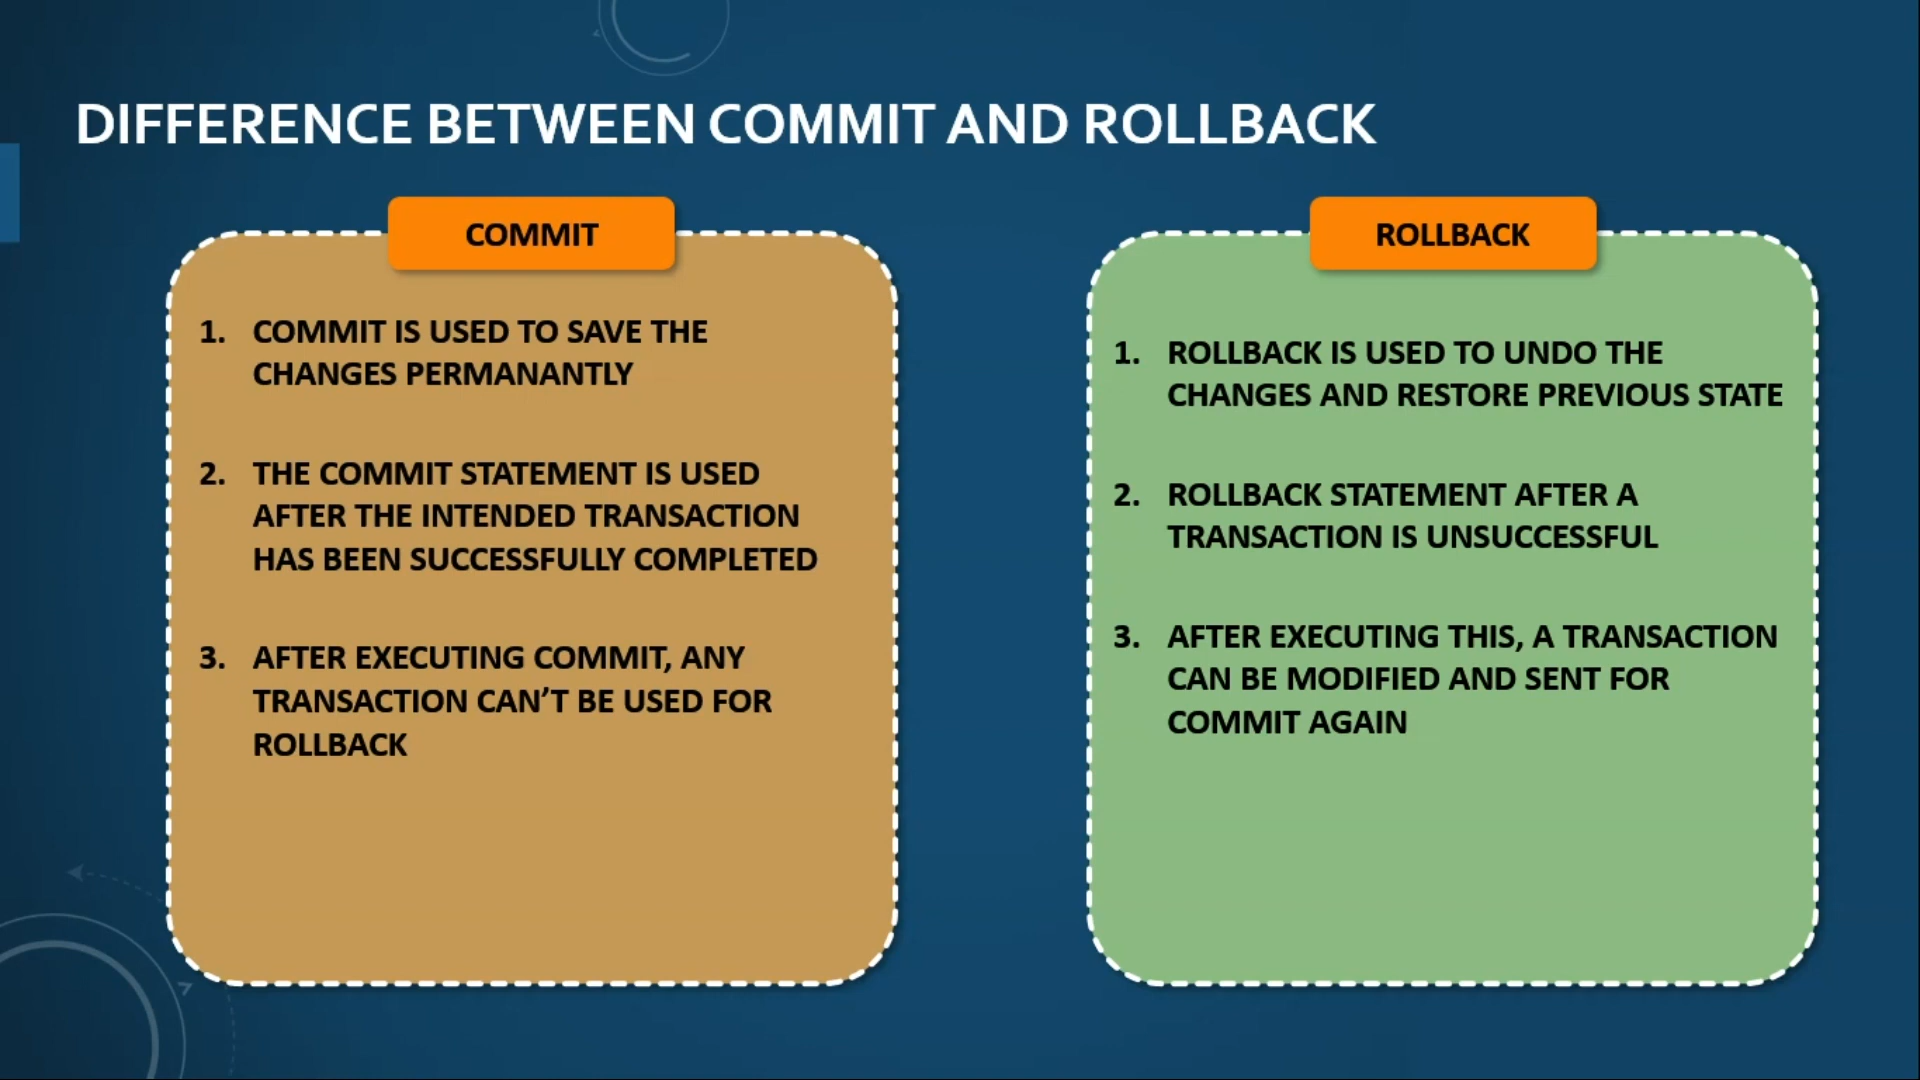 DIFFERENCE BETWEEN COMMIT AND ROLLBACK
COMMIT
1. COMMIT IS USED TO SAVE THE
CHANGES PERMANANTLY
2. THE COMMIT STATEMENT IS USED
AFTER THE INTENDED TRANSACTION
HAS BEEN SUCCESSFULLY COMPLETED
3. AFTER EXECUTING COMMIT, ANY
TRANSACTION CAN’T BE USED FOR
ROLLBACK
ROLLBACK
1. ROLLBACK IS USED TO UNDO THE
CHANGES AND RESTORE PREVIOUS STATE
2. ROLLBACK STATEMENT AFTER A
TRANSACTION IS UNSUCCESSFUL
3. AFTER EXECUTING THIS, A TRANSACTION
CAN BE MODIFIED AND SENT FOR
COMMIT AGAIN